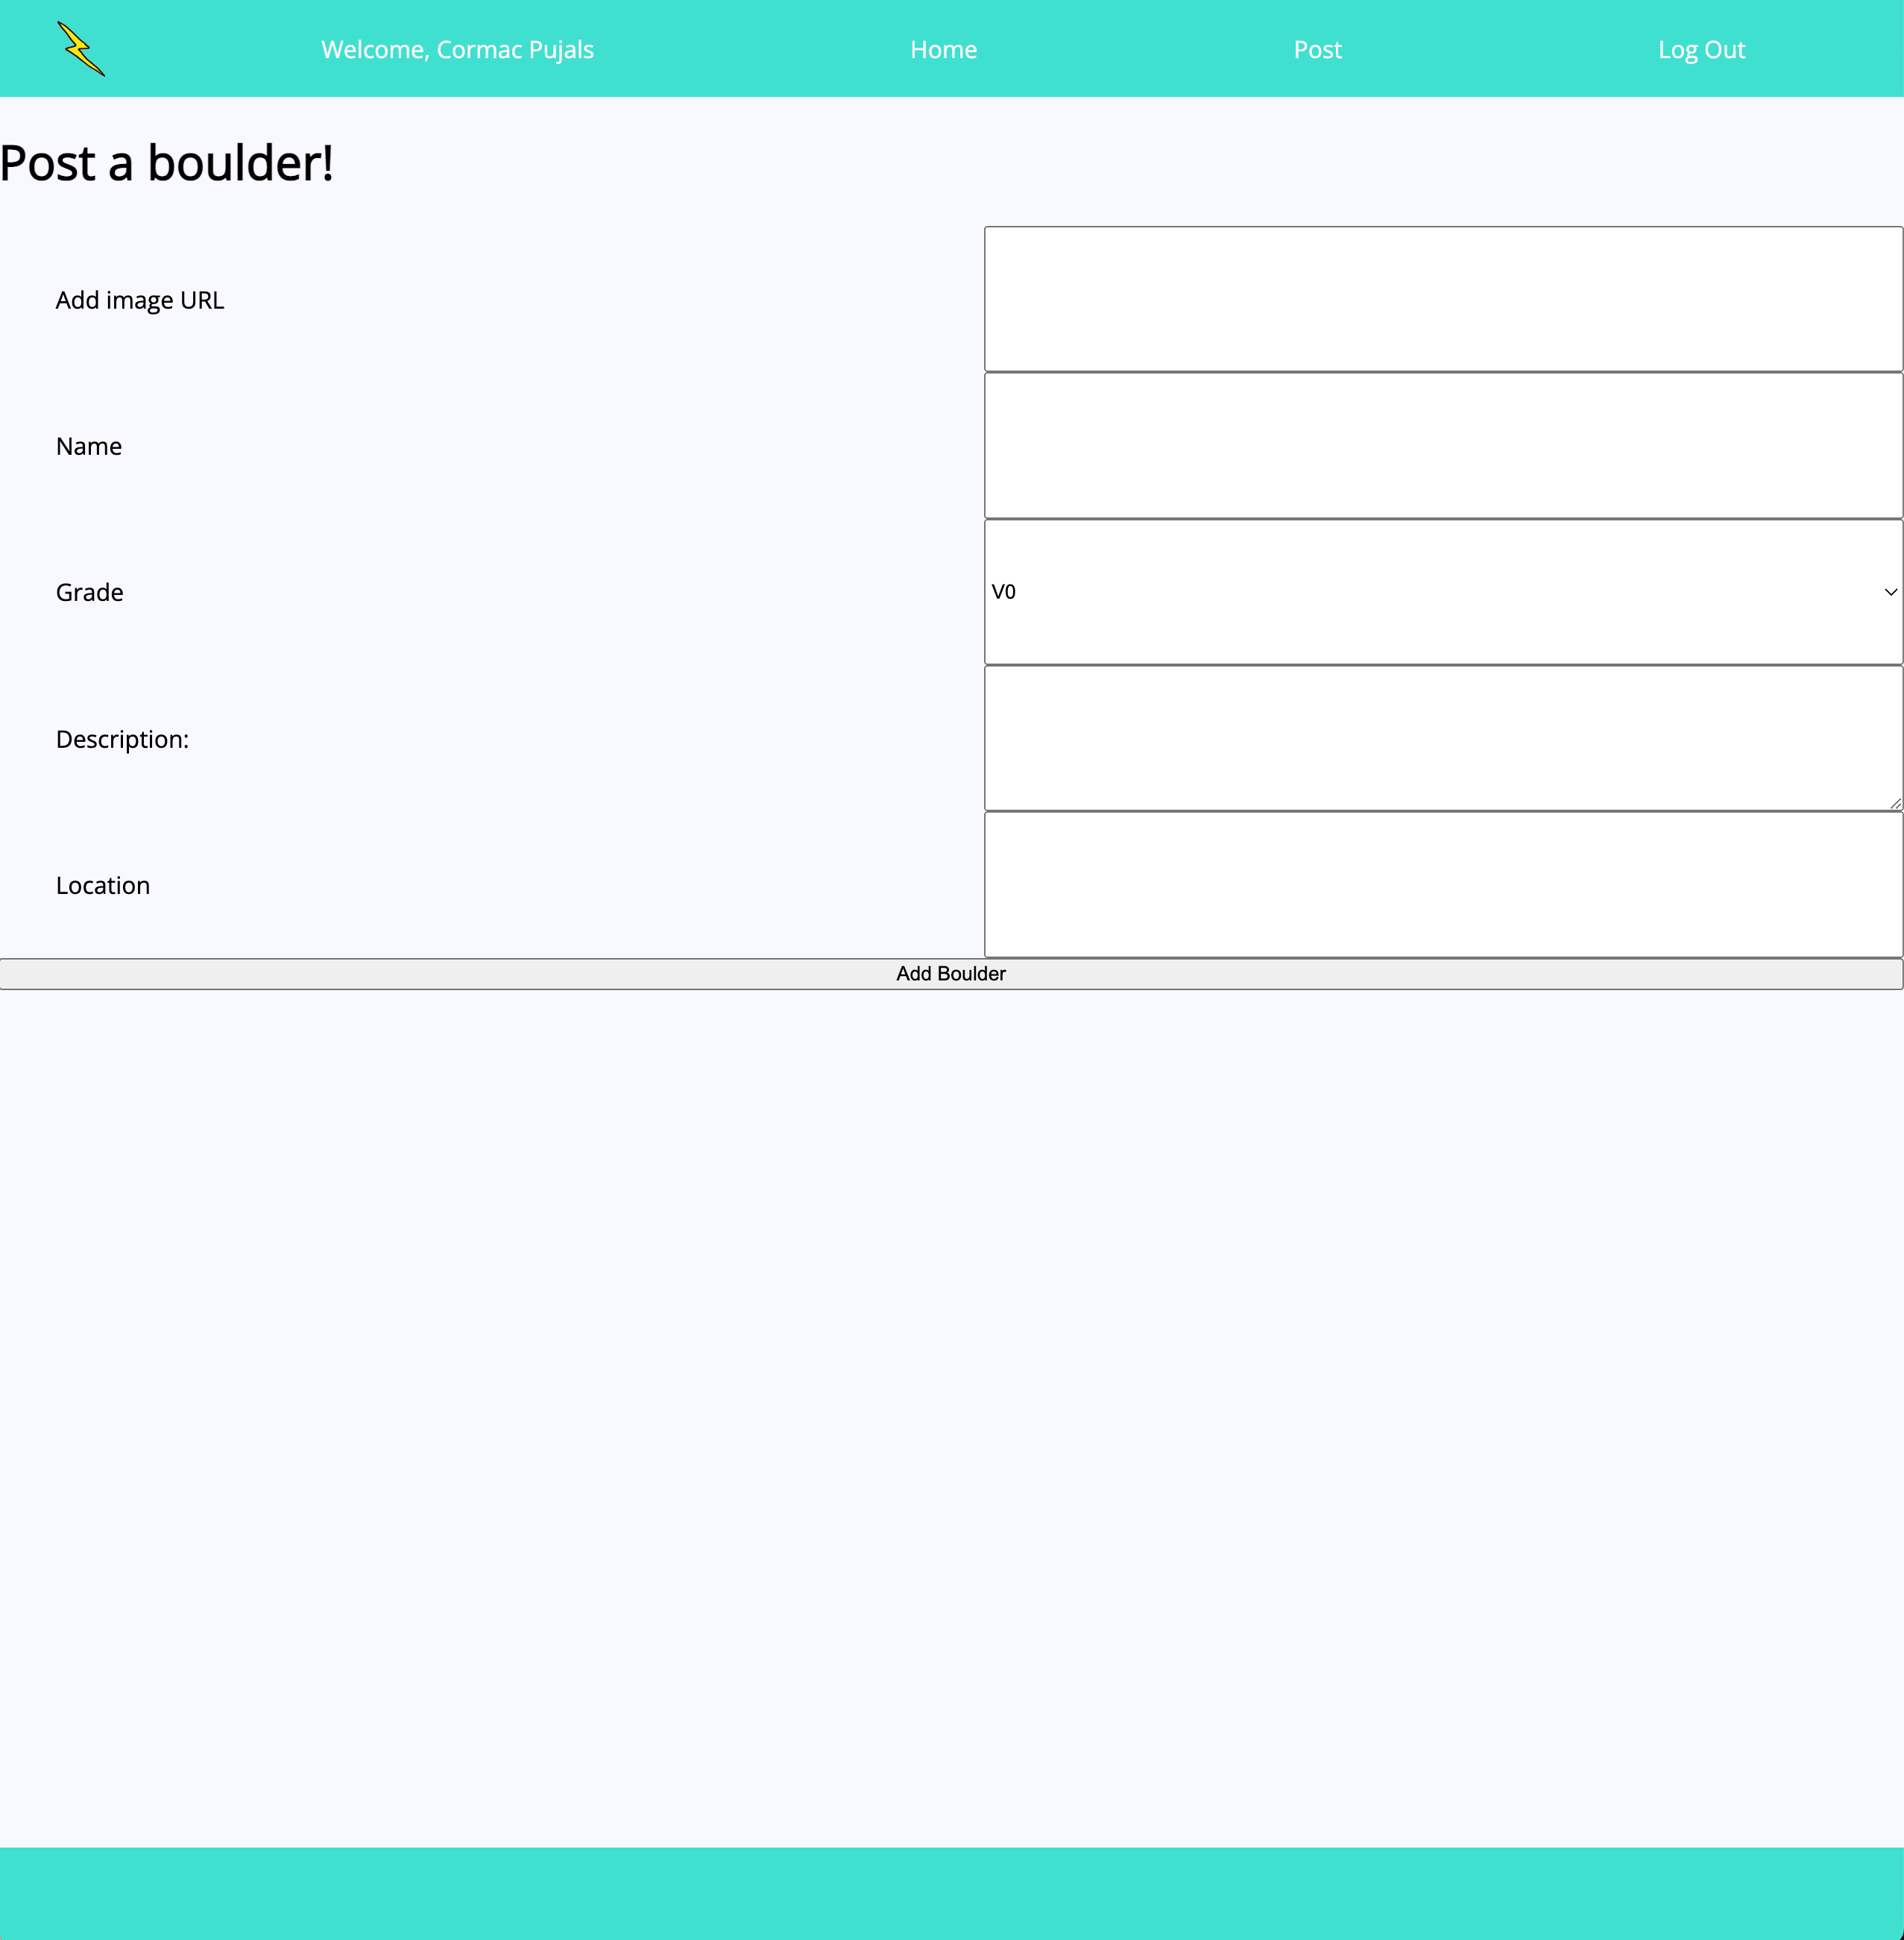 Welcome, Cormac Pujals Home Post Log Out
Post a boulder!
Add image URL
Name
Grade V0
Description:
Location
Add Boulder